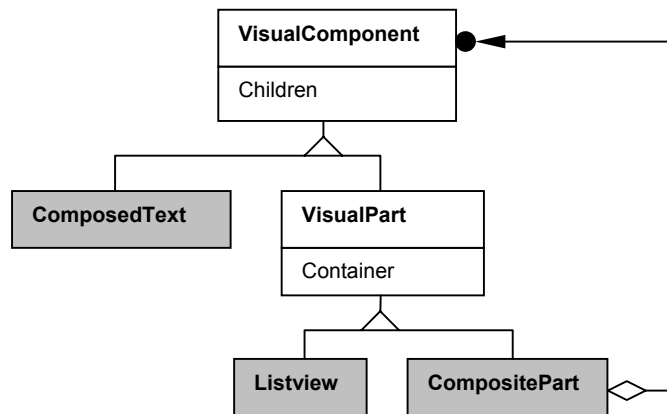 VisualComponent
Children
ComposedText
VisualPart
Container
Listview
CompositePart